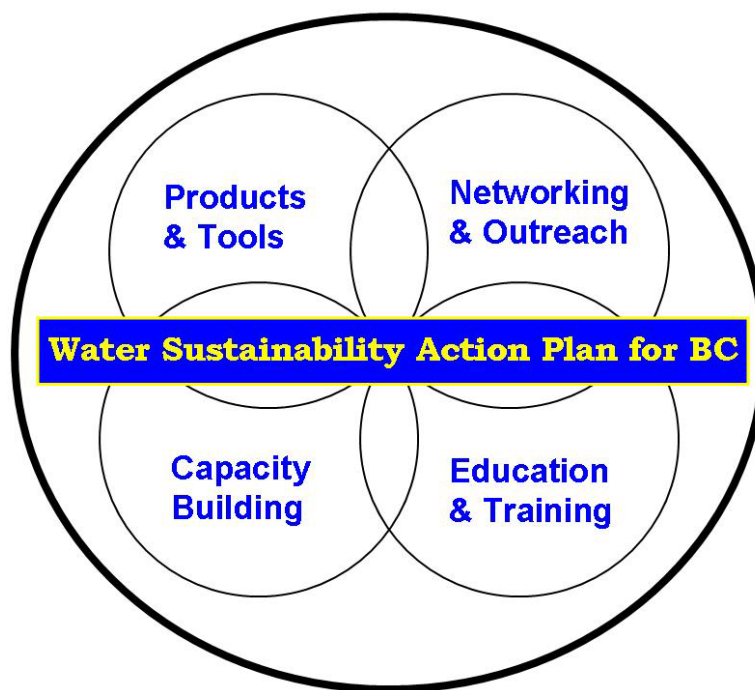 Products
& Tools
Networking
& Outreach
Water Sustainability Action Plan for BC
Capacity
Building
Education
& Training